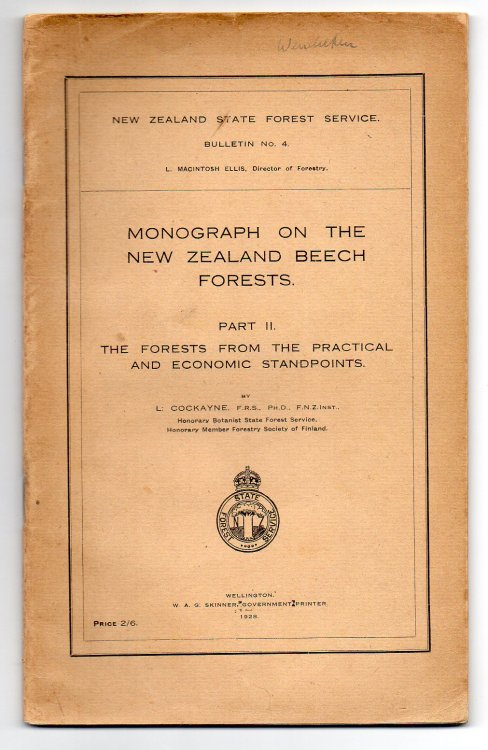 NEW ZEALAND STATE FOREST SERVICE.
BULLETIN No. 4.
L. MACINTOSH ELLIS, Director of Forestry.
MONOGRAPH ON THE
NEW ZEALAND BEECH
FORESTS.
PART II.
THE FORESTS FROM THE PRACTICAL
AND ECONOMIC STANDPOINTS.
BY
L. COCKAYNE, F.R.S., PH.D., F.N.Z.INST.,
Honorary Botanist State Forest Service.
Honorary Member Forestry Society of Finland.
STATE
FOREST SERVICE
NZ
WELLINGTON.
W. A. G. SKINNER, GOVERNMENT PRINTER.
1928.
PRICE 2/6.